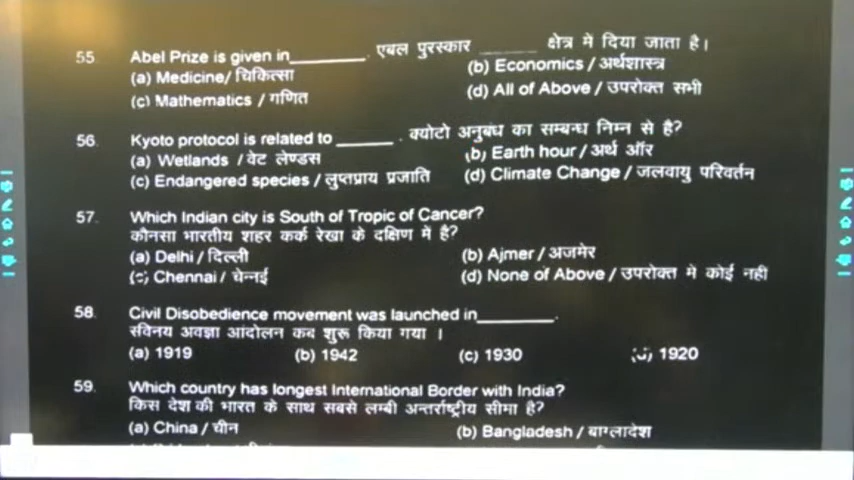 55. Abel Prize is given in________. एबल पुरस्कार ______ क्षेत्र में दिया जाता है।
(a) Medicine/ चिकित्सा (b) Economics / अर्थशास्त्र
(c) Mathematics / गणित (d) All of Above / उपरोक्त सभी
56. Kyoto protocol is related to ______ . क्योटो अनुबंध का सम्बन्ध निम्न से है?
(a) Wetlands / वेट लेण्डस (b) Earth hour / अर्थ ऑर
(c) Endangered species / लुप्तप्राय प्रजाति (d) Climate Change / जलवायु परिवर्तन
57. Which Indian city is South of Tropic of Cancer?
कौनसा भारतीय शहर कर्क रेखा के दक्षिण में है?
(a) Delhi / दिल्ली (b) Ajmer / अजमेर
(c) Chennai / चेन्नई (d) None of Above / उपरोक्त में कोई नही
58. Civil Disobedience movement was launched in________.
संविनय अवज्ञा आंदोलन कब शुरू किया गया ।
(a) 1919 (b) 1942 (c) 1930 (d) 1920
59. Which country has longest International Border with India?
किस देश की भारत के साथ सबसे लम्बी अन्तर्राष्ट्रीय सीमा है?
(a) China / चीन (b) Bangladesh / बाग्लादेश